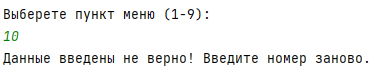 Выберете пункт меню (1-9):
10
Данные введены не верно! Введите номер заново.